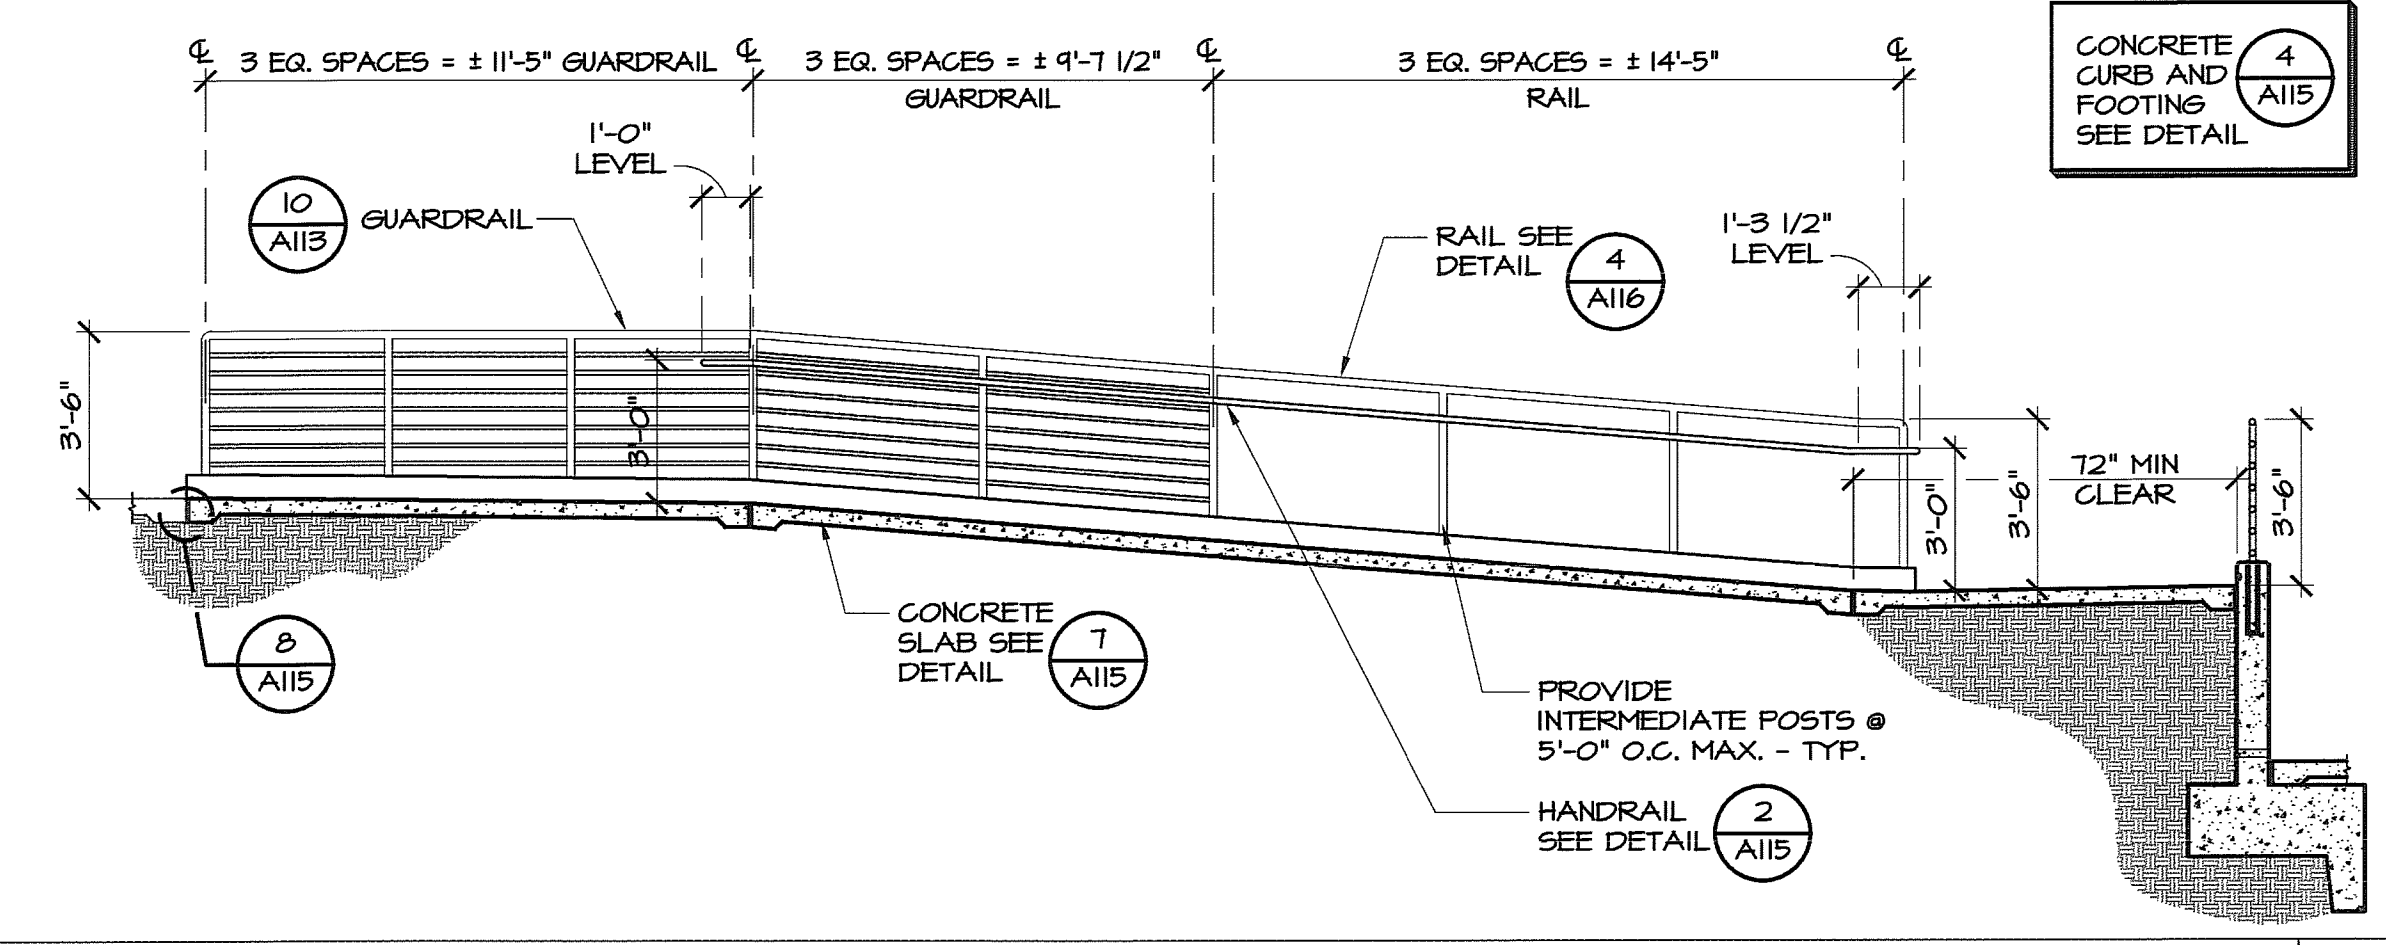 ℄ 3 EQ. SPACES = ± 11'-5" GUARDRAIL ℄ 3 EQ. SPACES = ± 9'-7 1/2" ℄ 3 EQ. SPACES = ± 14'-5" ℄
GUARDRAIL
RAIL
CONCRETE
CURB AND
FOOTING
SEE DETAIL
4
A115
1'-0"
LEVEL
10
A113
GUARDRAIL
RAIL SEE
DETAIL
4
A116
1'-3 1/2"
LEVEL
3'-6"
3'-0"
3'-0"
3'-6"
72" MIN
CLEAR
3'-6"
8
A115
CONCRETE
SLAB SEE
DETAIL
7
A115
PROVIDE
INTERMEDIATE POSTS @
5'-0" O.C. MAX. - TYP.
HANDRAIL
SEE DETAIL
2
A115